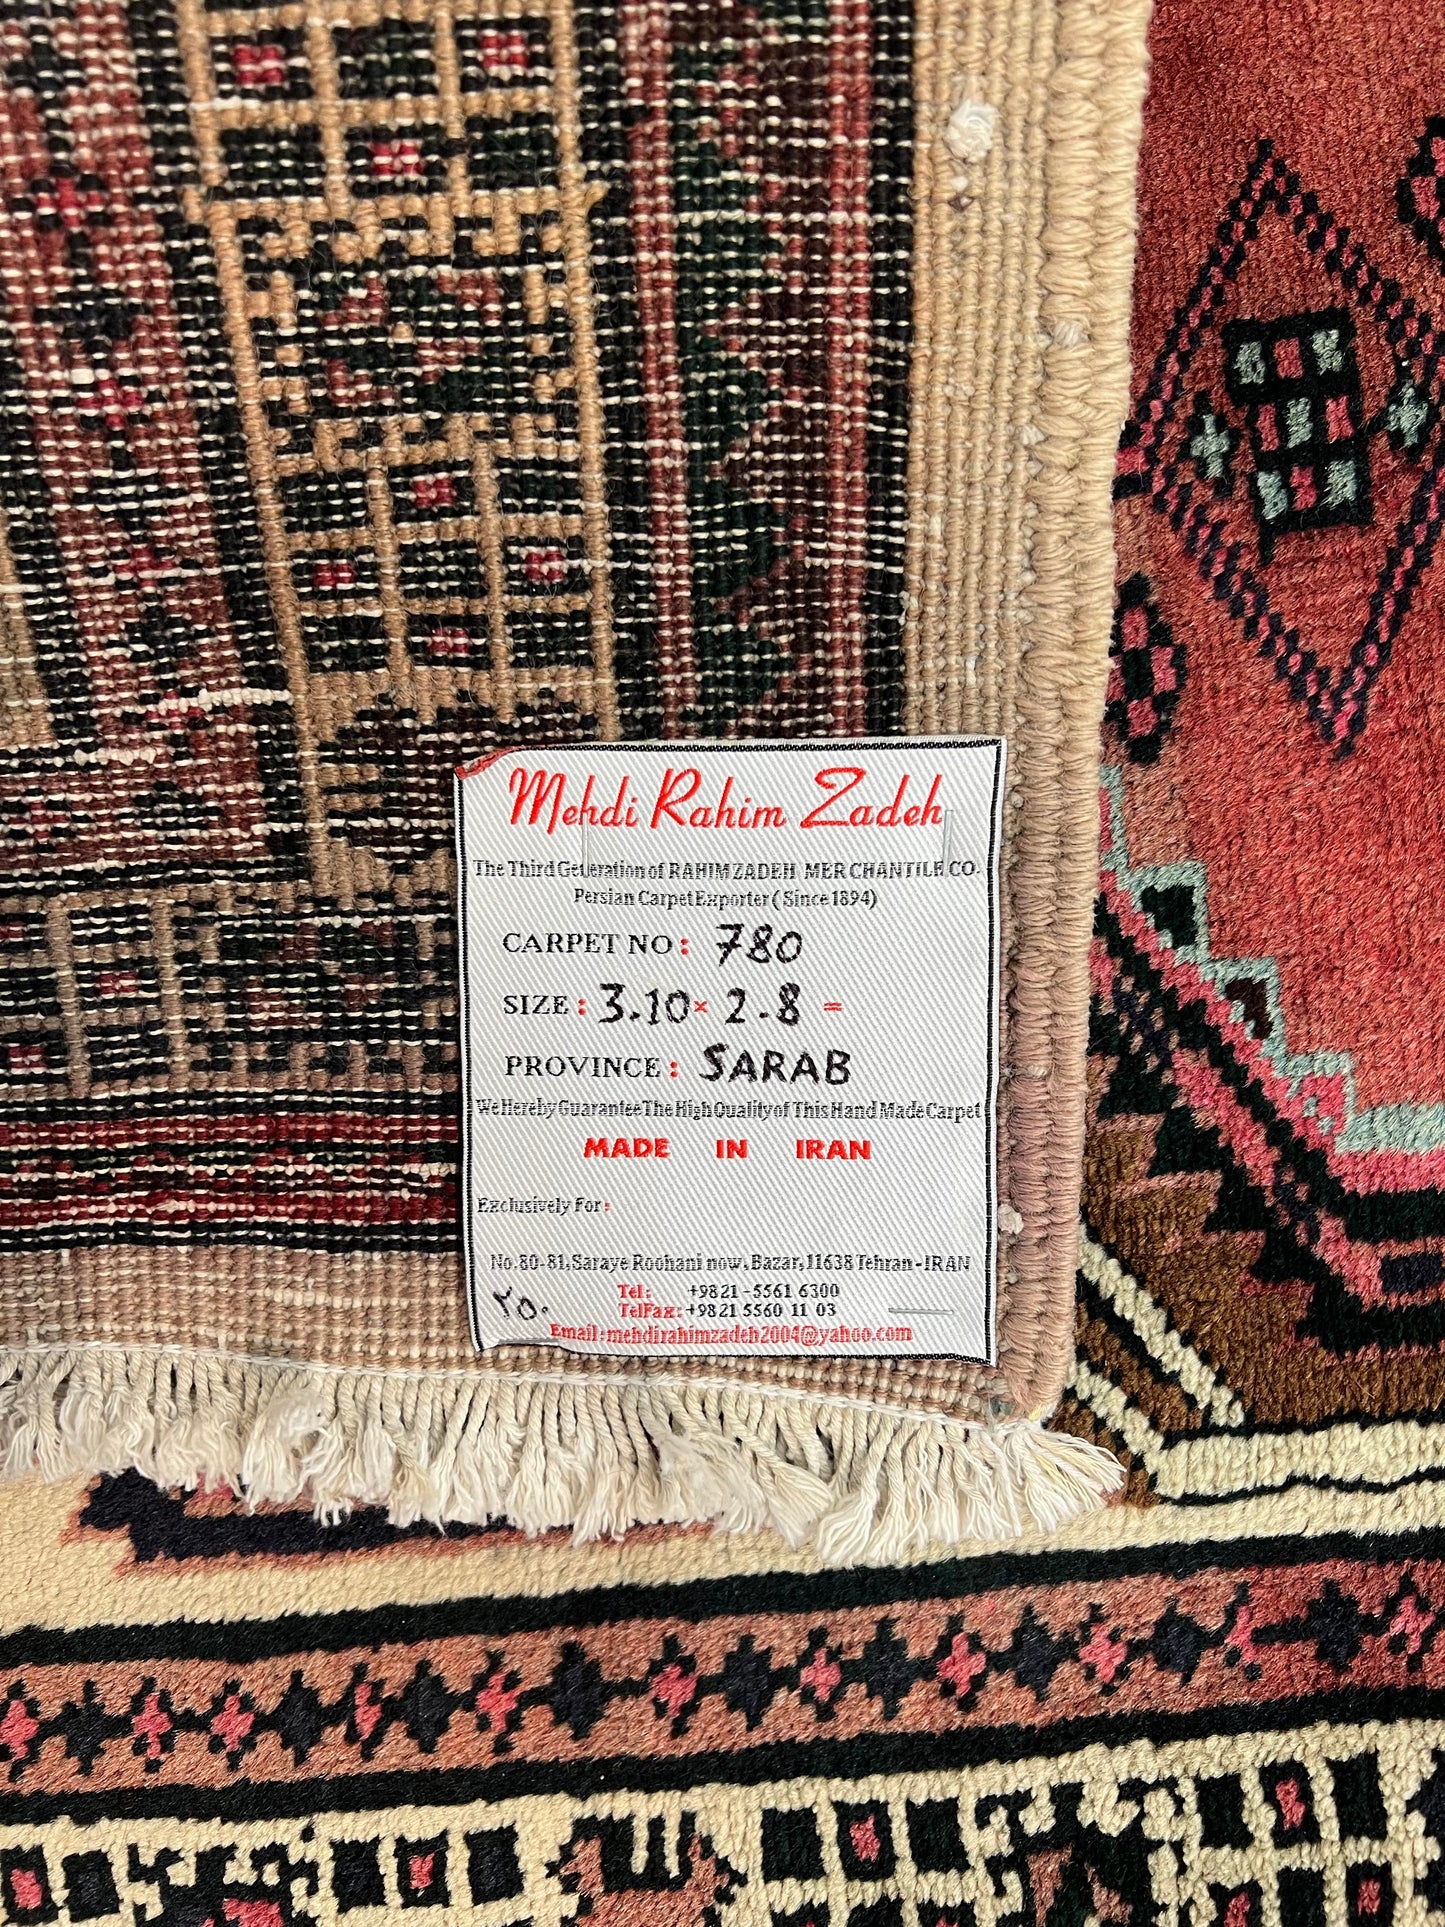 Mehdi Rahim Zadeh
The Third Generation of RAHIMZADEH MERCHANTILE CO.
Persian Carpet Exporter ( Since 1894)
CARPET NO: 780
SIZE: 3.10 x 2.8 =
PROVINCE: SARAB
We Hereby Guarantee The High Quality of This Hand Made Carpet
MADE IN IRAN
Exclusively For:
No.80-81,Saraye Roohani now,Bazar,11638 Tehran-IRAN
Tel: +9821-5561 6300
۲۵۰ TelFax: +9821 5560 11 03
Email:mehdirahimzadeh2004@yahoo.com